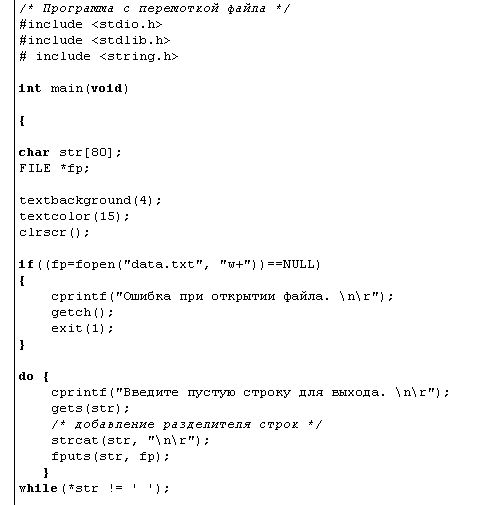 /* Программа с перемоткой файла */
#include <stdio.h>
#include <stdlib.h>
# include <string.h>
int main(void)
{
char str[80];
FILE *fp;
textbackground(4);
textcolor(15);
clrscr();
if((fp=fopen("data.txt", "w+"))==NULL)
{
cprintf("Ошибка при открытии файла. \n\r");
getch();
exit(1);
}
do {
cprintf("Введите пустую строку для выхода. \n\r");
gets(str);
/* добавление разделителя строк */
strcat(str, "\n\r");
fputs(str, fp);
}
while(*str != ' ');